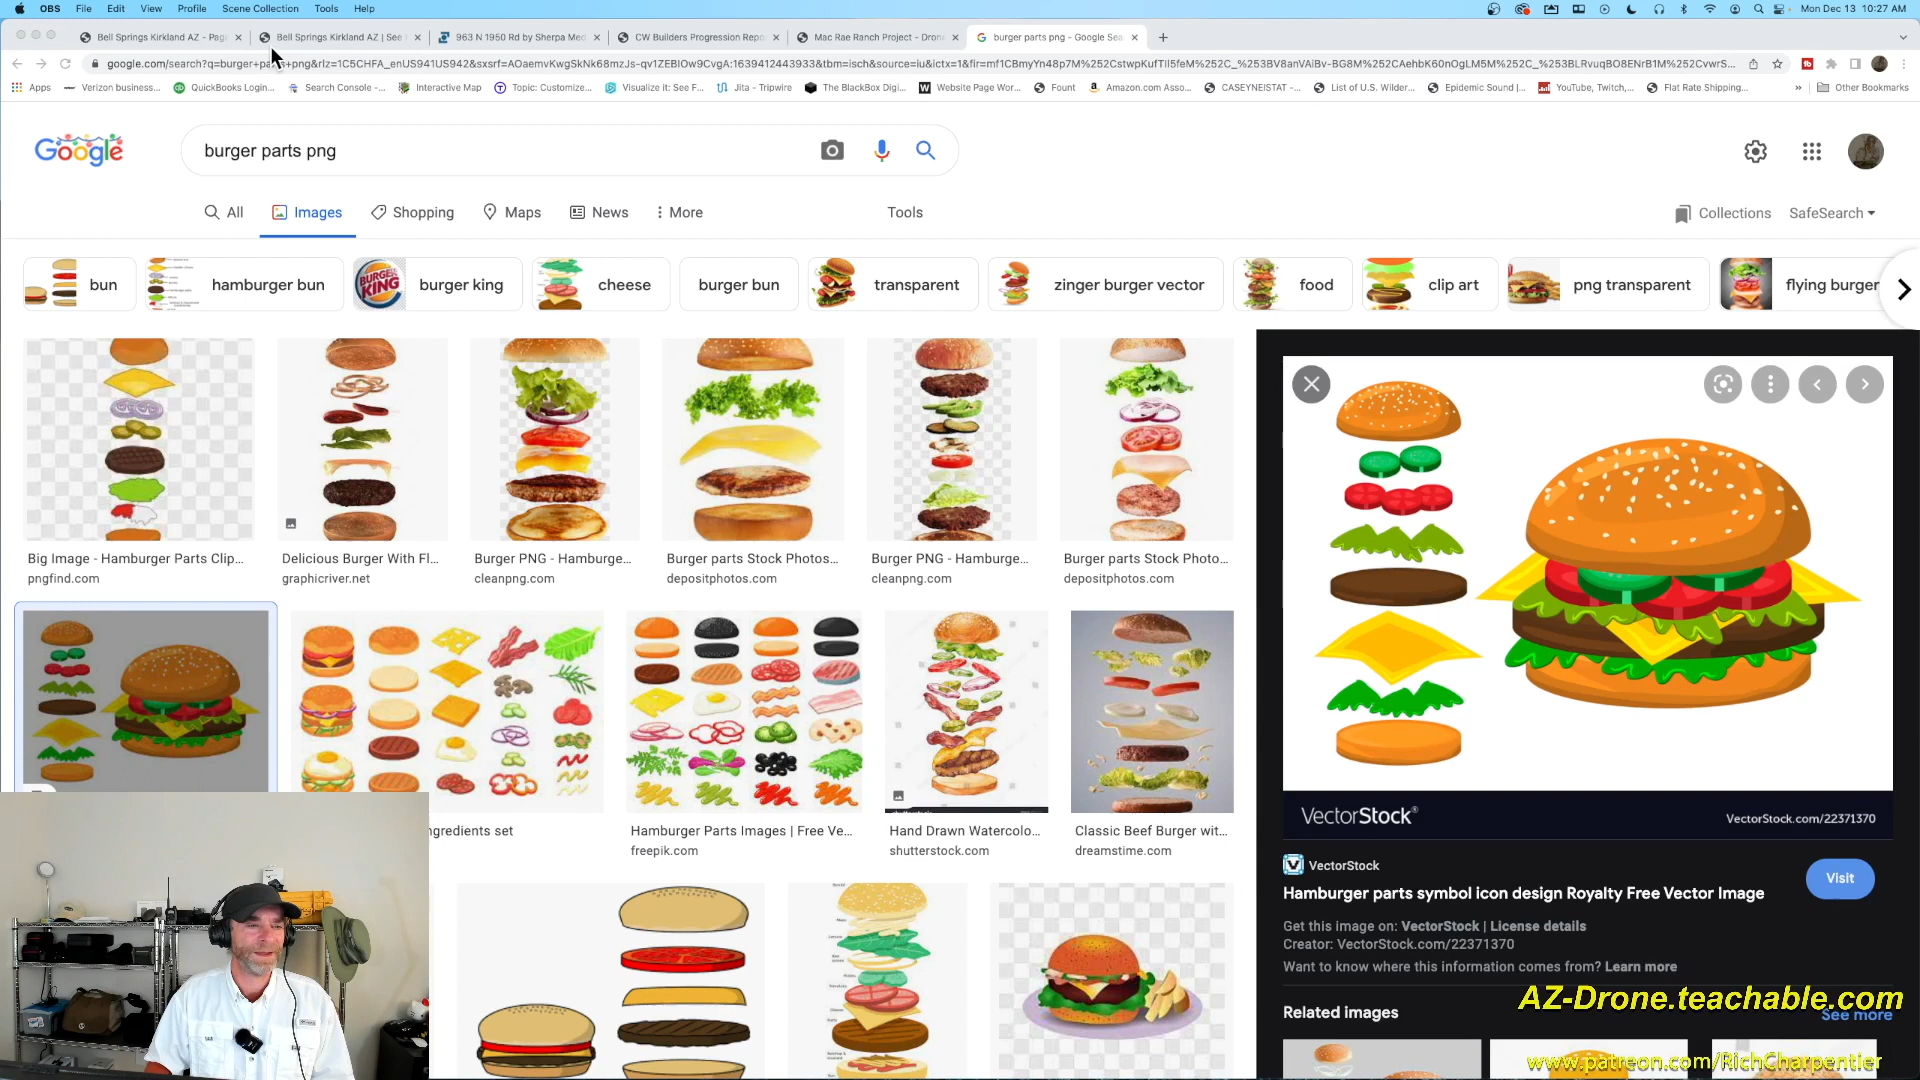 OBS File Edit View Profile Scene Collection Tools Help Mon Dec 13 10:27 AM
Bell Springs Kirkland AZ - Pag Bell Springs Kirkland AZ | See 963 N 1950 Rd by Sherpa Med CW Builders Progression Repo Mac Rae Ranch Project - Dron burger parts png - Google Sea
Apps Verizon business... QuickBooks Login... Search Console -... Interactive Map Topic: Customize... Visualize it: See F... Jita - Tripwire The BlackBox Digi... Website Page Wor... Fount Amazon.com Asso... CASEYNEISTAT -... List of U.S. Wilder... Epidemic Sound |... YouTube, Twitch,... Flat Rate Shipping... » Other Bookmarks
Google burger parts png
All Images Shopping Maps News More Tools Collections SafeSearch
bun hamburger bun BURGER KING burger king cheese burger bun transparent zinger burger vector food clip art png transparent flying burger
Big Image - Hamburger Parts Clip... Delicious Burger With Fl... Burger PNG - Hamburge... Burger parts Stock Photos... Burger PNG - Hamburge... Burger parts Stock Photo...
pngfind.com graphicriver.net cleanpng.com depositphotos.com cleanpng.com depositphotos.com
VectorStock® VectorStock.com/22371370
ngredients set Hamburger Parts Images | Free Ve... Hand Drawn Watercolo... Classic Beef Burger wit...
freepik.com shutterstock.com dreamstime.com
VectorStock
Visit
Hamburger parts symbol icon design Royalty Free Vector Image
Get this image on: VectorStock | License details
Creator: VectorStock.com/22371370
Want to know where this information comes from? Learn more
AZ-Drone.teachable.com
Related images See more
www.patreon.com/RichCharpentier